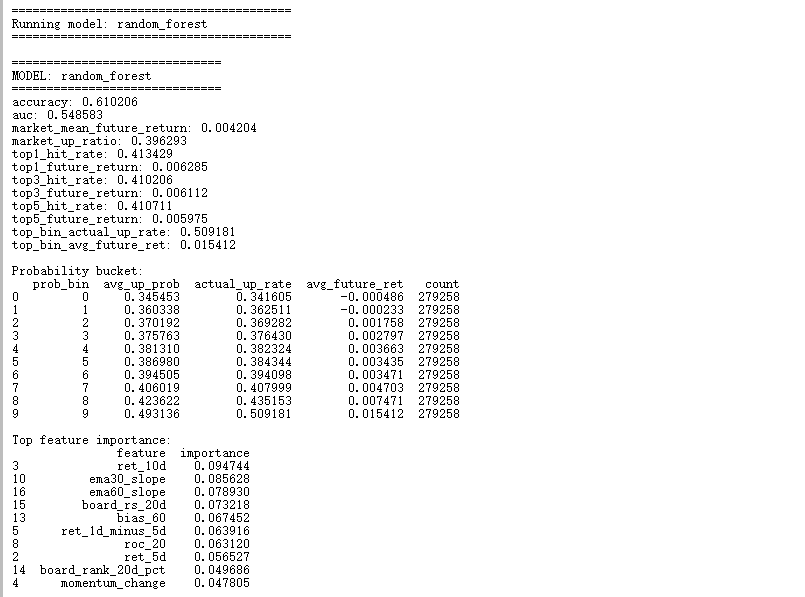 ========================================
Running model: random_forest
========================================
==============================
MODEL: random_forest
==============================
accuracy: 0.610206
auc: 0.548583
market_mean_future_return: 0.004204
market_up_ratio: 0.396293
top1_hit_rate: 0.413429
top1_future_return: 0.006285
top3_hit_rate: 0.410206
top3_future_return: 0.006112
top5_hit_rate: 0.410711
top5_future_return: 0.005975
top_bin_actual_up_rate: 0.509181
top_bin_avg_future_ret: 0.015412
Probability bucket:
prob_bin avg_up_prob actual_up_rate avg_future_ret count
0 0 0.345453 0.341605 -0.000486 279258
1 1 0.360338 0.362511 -0.000233 279258
2 2 0.370192 0.369282 0.001758 279258
3 3 0.375763 0.376430 0.002797 279258
4 4 0.381310 0.382324 0.003663 279258
5 5 0.386980 0.384344 0.003435 279258
6 6 0.394505 0.394098 0.003471 279258
7 7 0.406019 0.407999 0.004703 279258
8 8 0.423622 0.435153 0.007471 279258
9 9 0.493136 0.509181 0.015412 279258
Top feature importance:
feature importance
3 ret_10d 0.094744
10 ema30_slope 0.085628
16 ema60_slope 0.078930
15 board_rs_20d 0.073218
13 bias_60 0.067452
5 ret_1d_minus_5d 0.063916
8 roc_20 0.063120
2 ret_5d 0.056527
14 board_rank_20d_pct 0.049686
4 momentum_change 0.047805